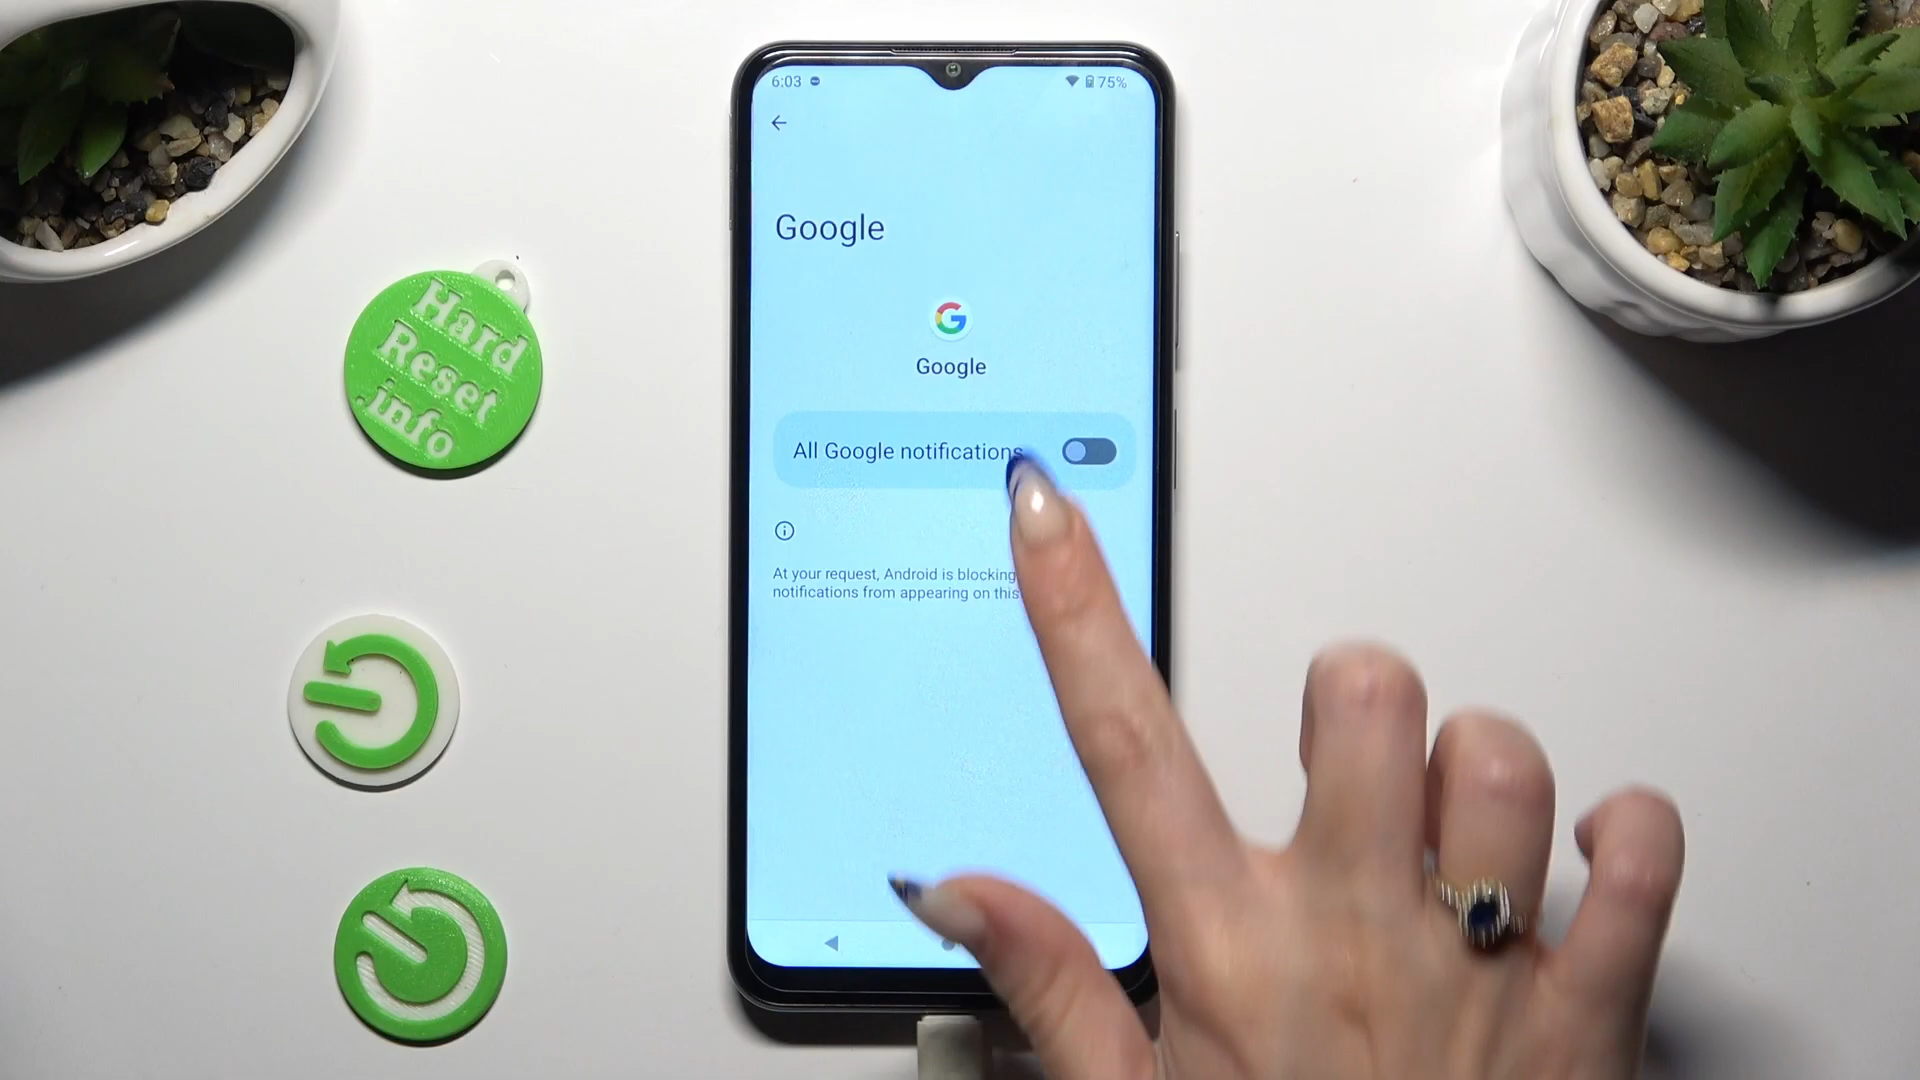 6:03
75%
Google
G
Google
All Google notifications
At your request, Android is blocking
notifications from appearing on this
Hard
Reset
.info